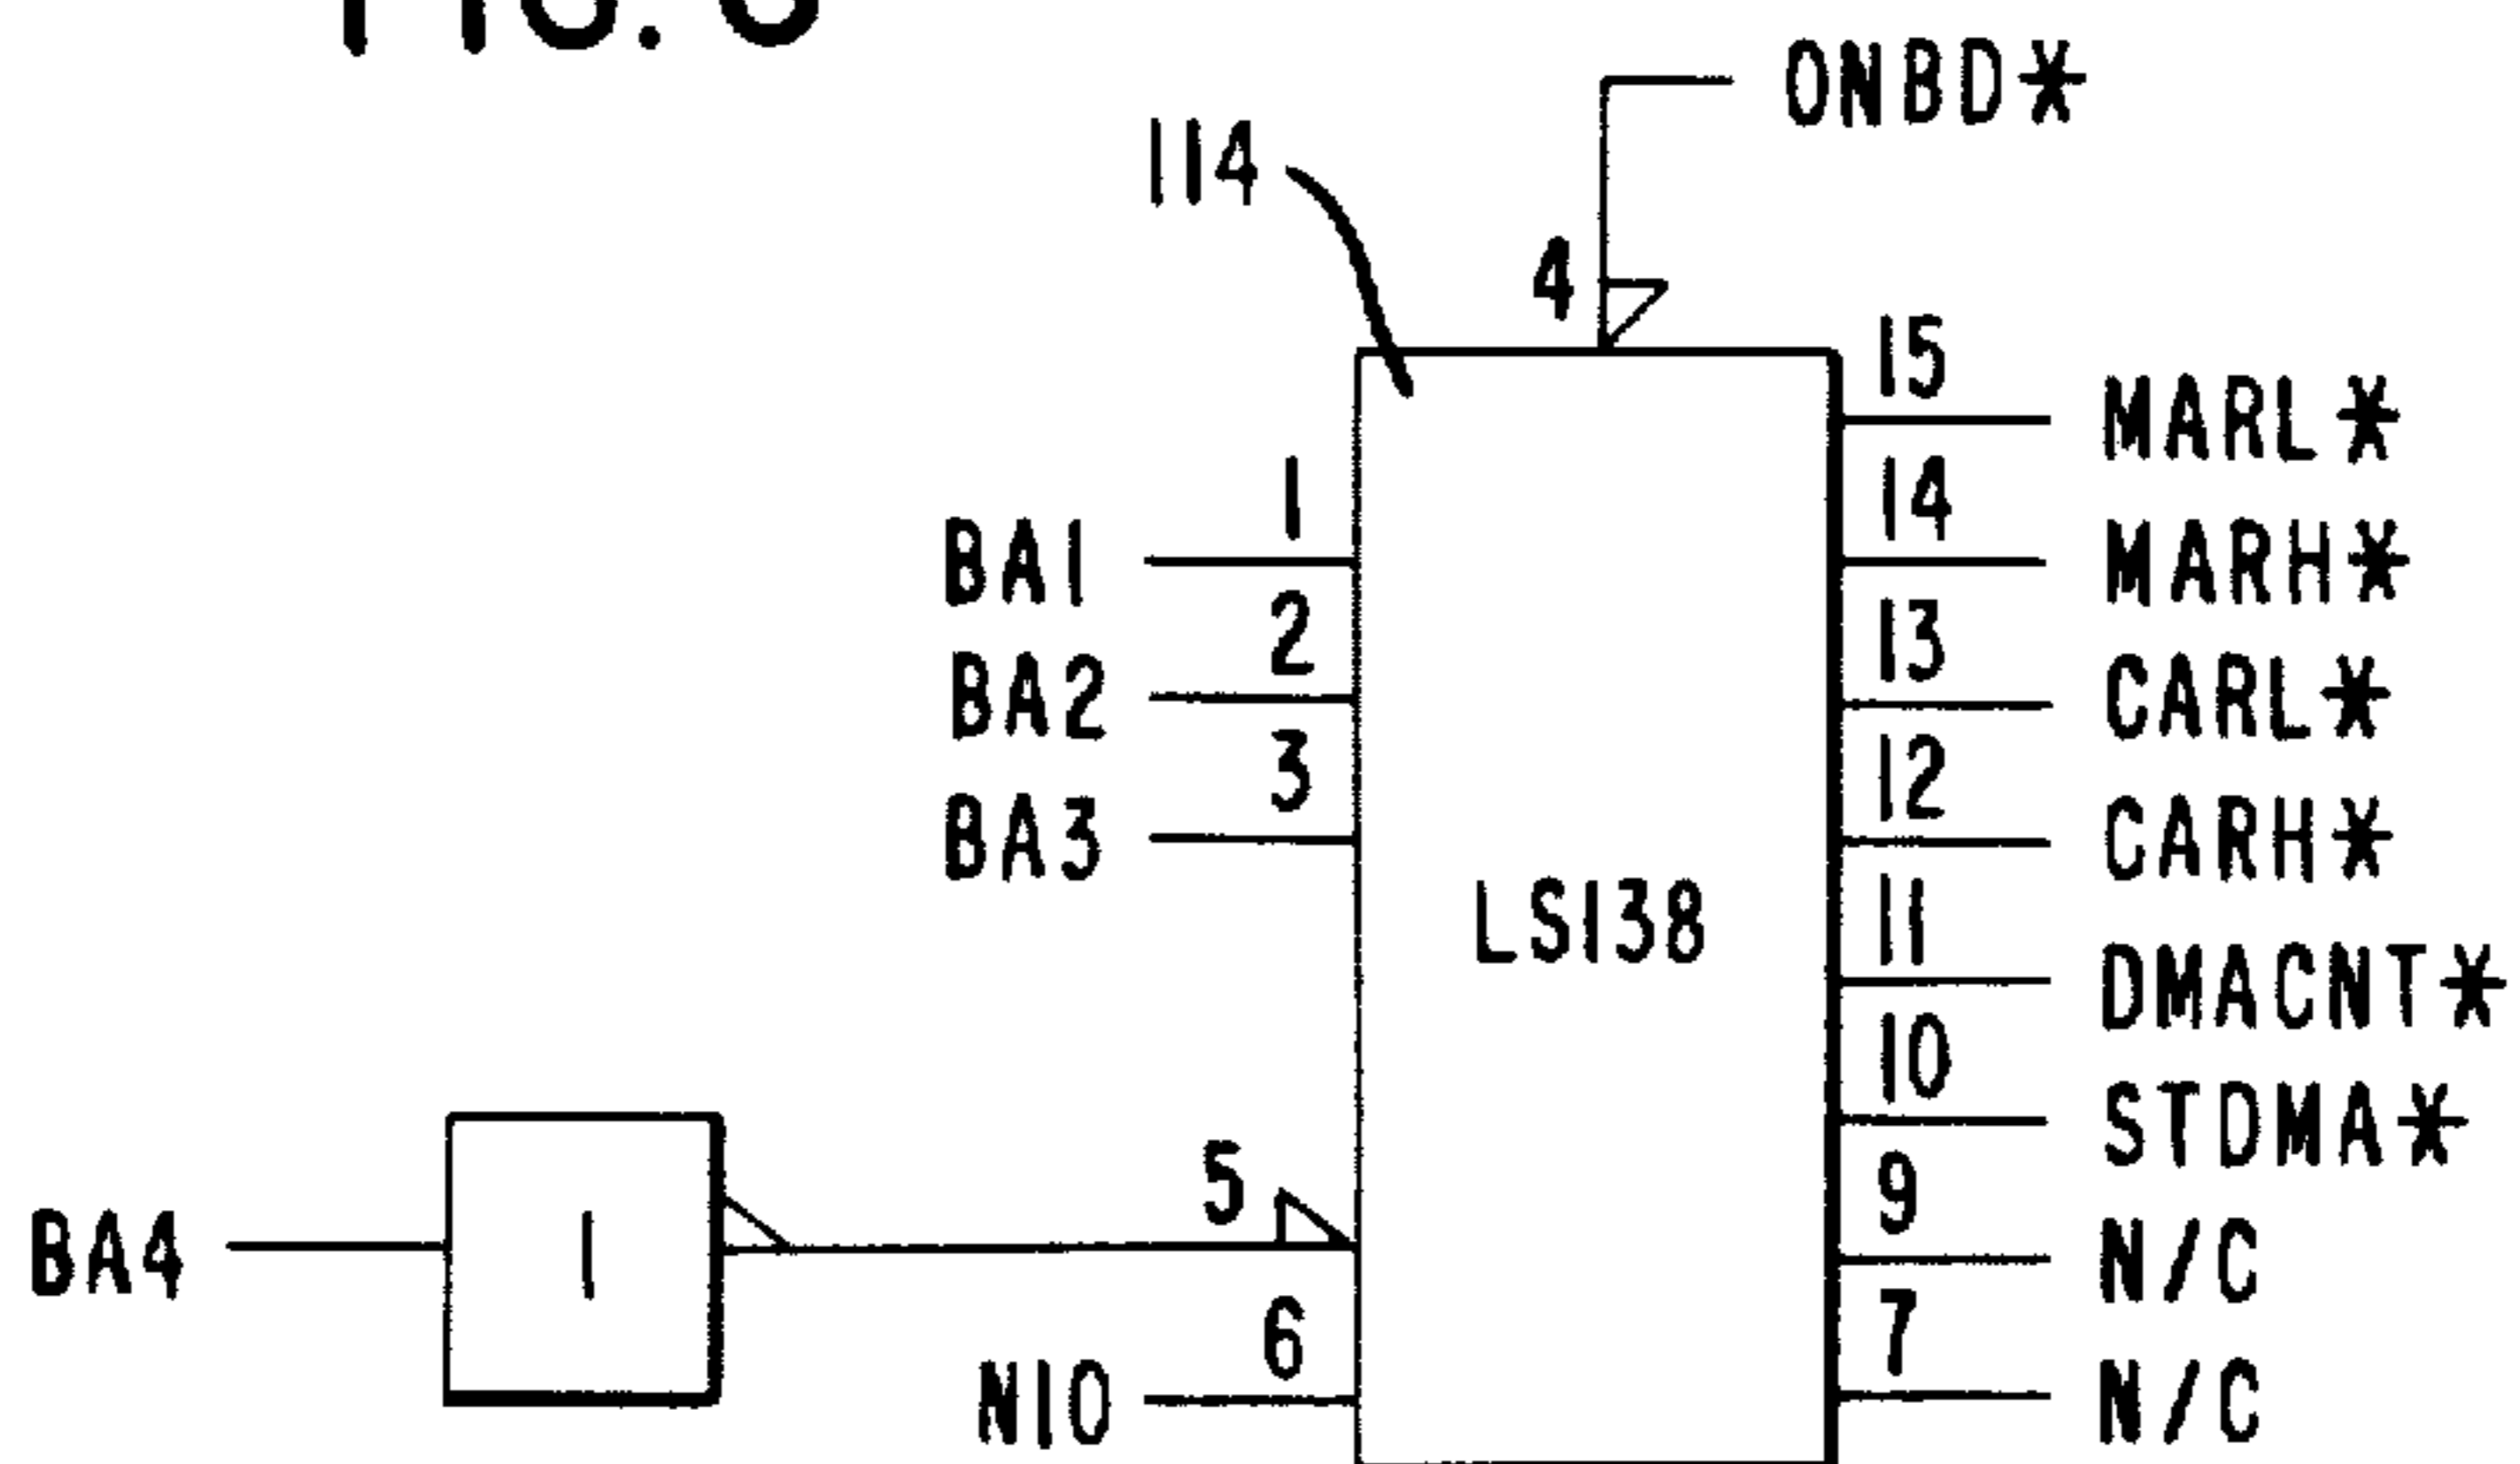 ONBD*
114
4
15
MARL*
1
14
BA1
MARH*
2
13
BA2
CARL*
3
12
BA3
CARH*
LS138
11
DMACNT*
10
STDMA*
5
9
BA4
1
N/C
6
7
NIO
N/C